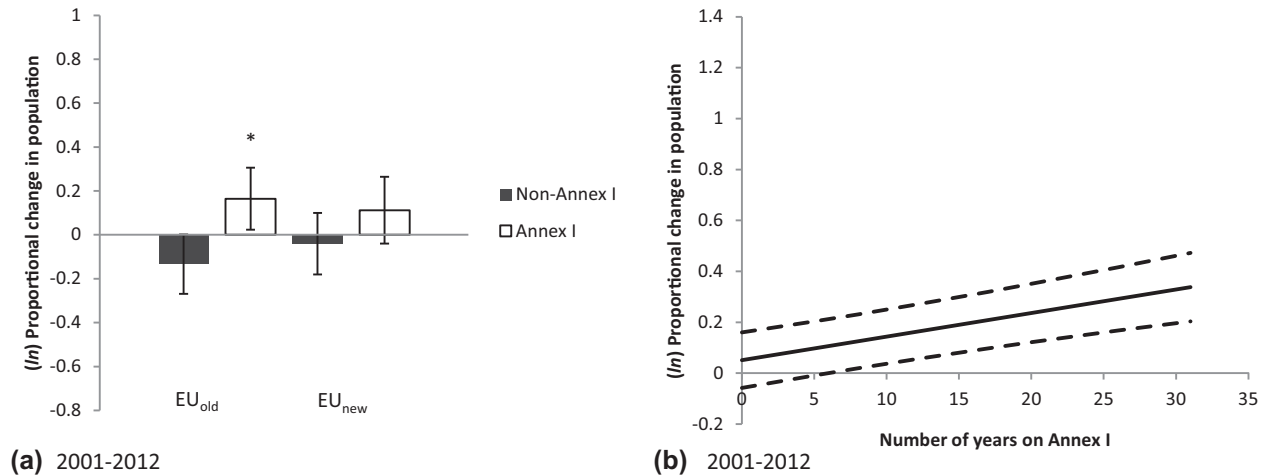 (ln) Proportional change in population
1
0.8
0.6
0.4
0.2
0
-0.2
-0.4
-0.6
-0.8
*
EUold
EUnew
Non-Annex I
Annex I
(a) 2001-2012
(ln) Proportional change in population
1.4
1.2
1
0.8
0.6
0.4
0.2
0
-0.2
0 5 10 15 20 25 30 35
Number of years on Annex I
(b) 2001-2012